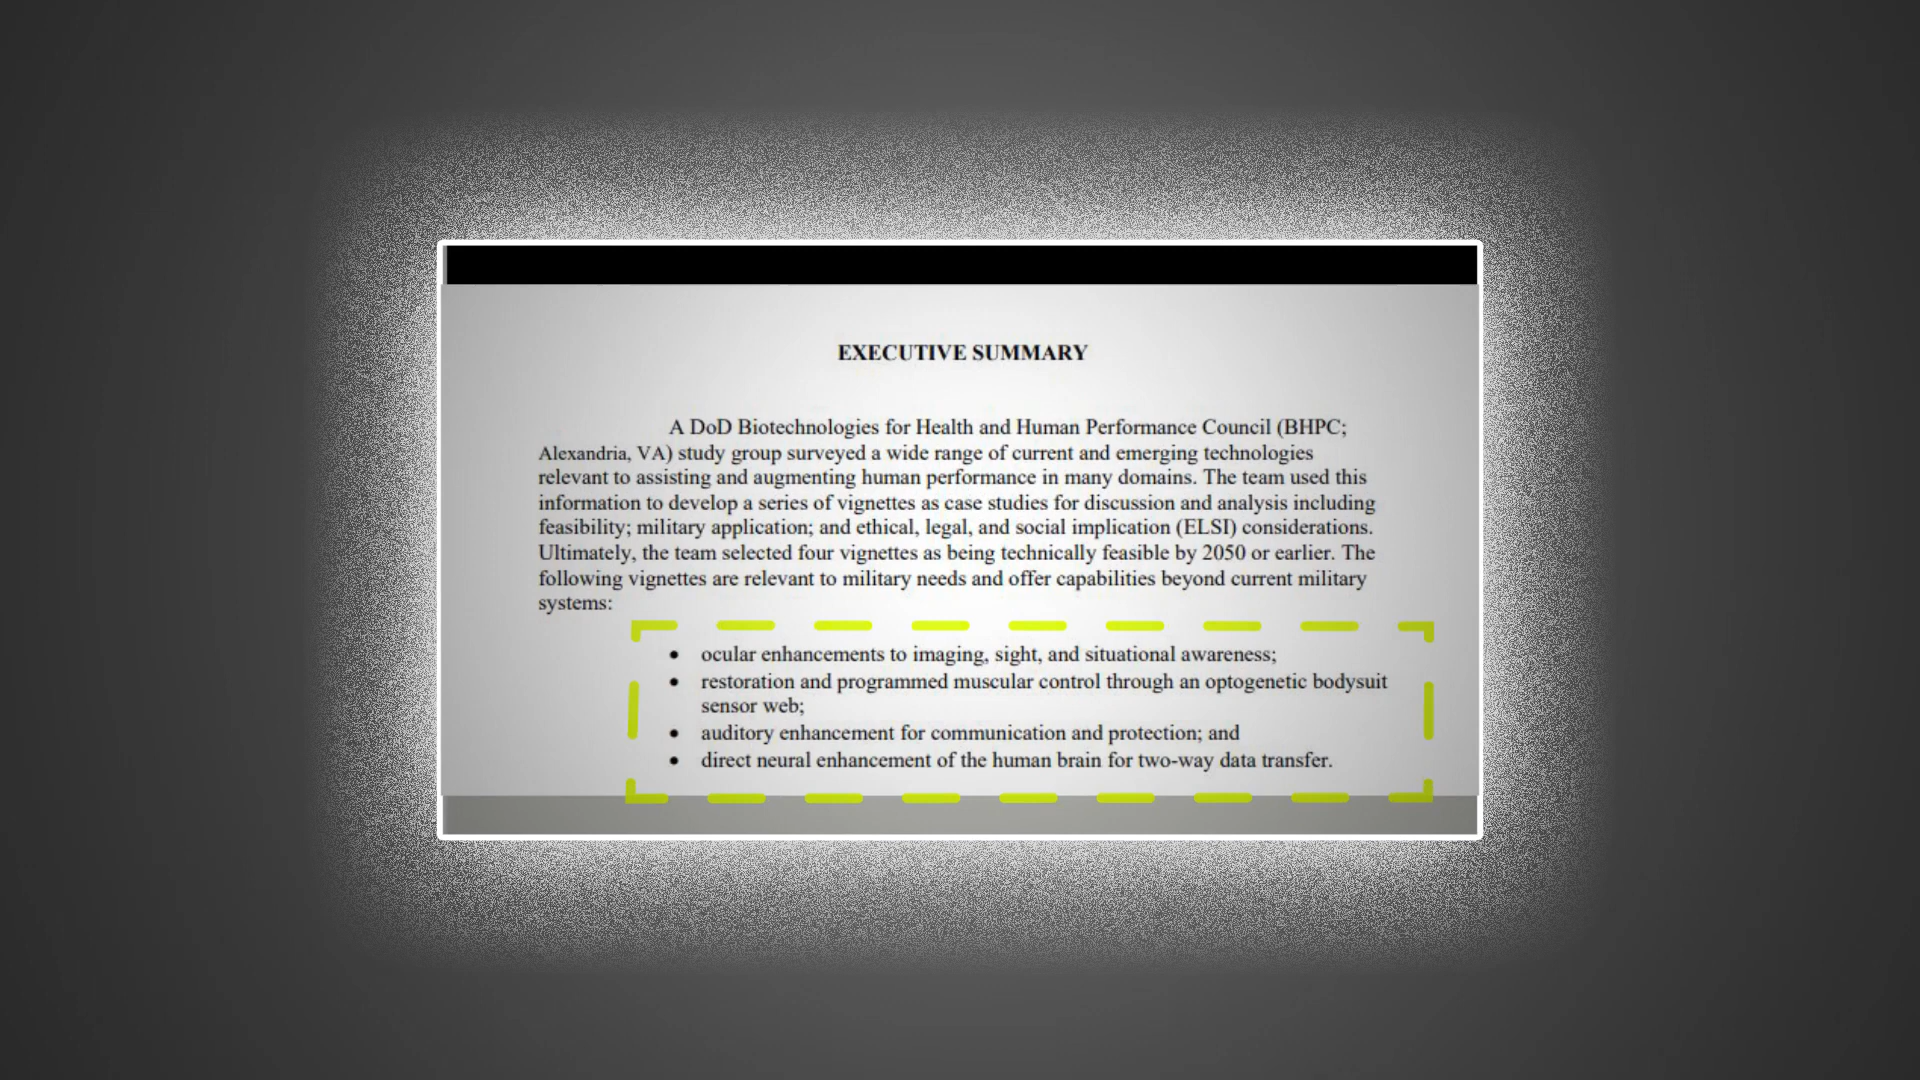 EXECUTIVE SUMMARY
A DoD Biotechnologies for Health and Human Performance Council (BHPC;
Alexandria, VA) study group surveyed a wide range of current and emerging technologies
relevant to assisting and augmenting human performance in many domains. The team used this
information to develop a series of vignettes as case studies for discussion and analysis including
feasibility; military application; and ethical, legal, and social implication (ELSI) considerations.
Ultimately, the team selected four vignettes as being technically feasible by 2050 or earlier. The
following vignettes are relevant to military needs and offer capabilities beyond current military
systems:
• ocular enhancements to imaging, sight, and situational awareness;
• restoration and programmed muscular control through an optogenetic bodysuit
sensor web;
• auditory enhancement for communication and protection; and
• direct neural enhancement of the human brain for two-way data transfer.